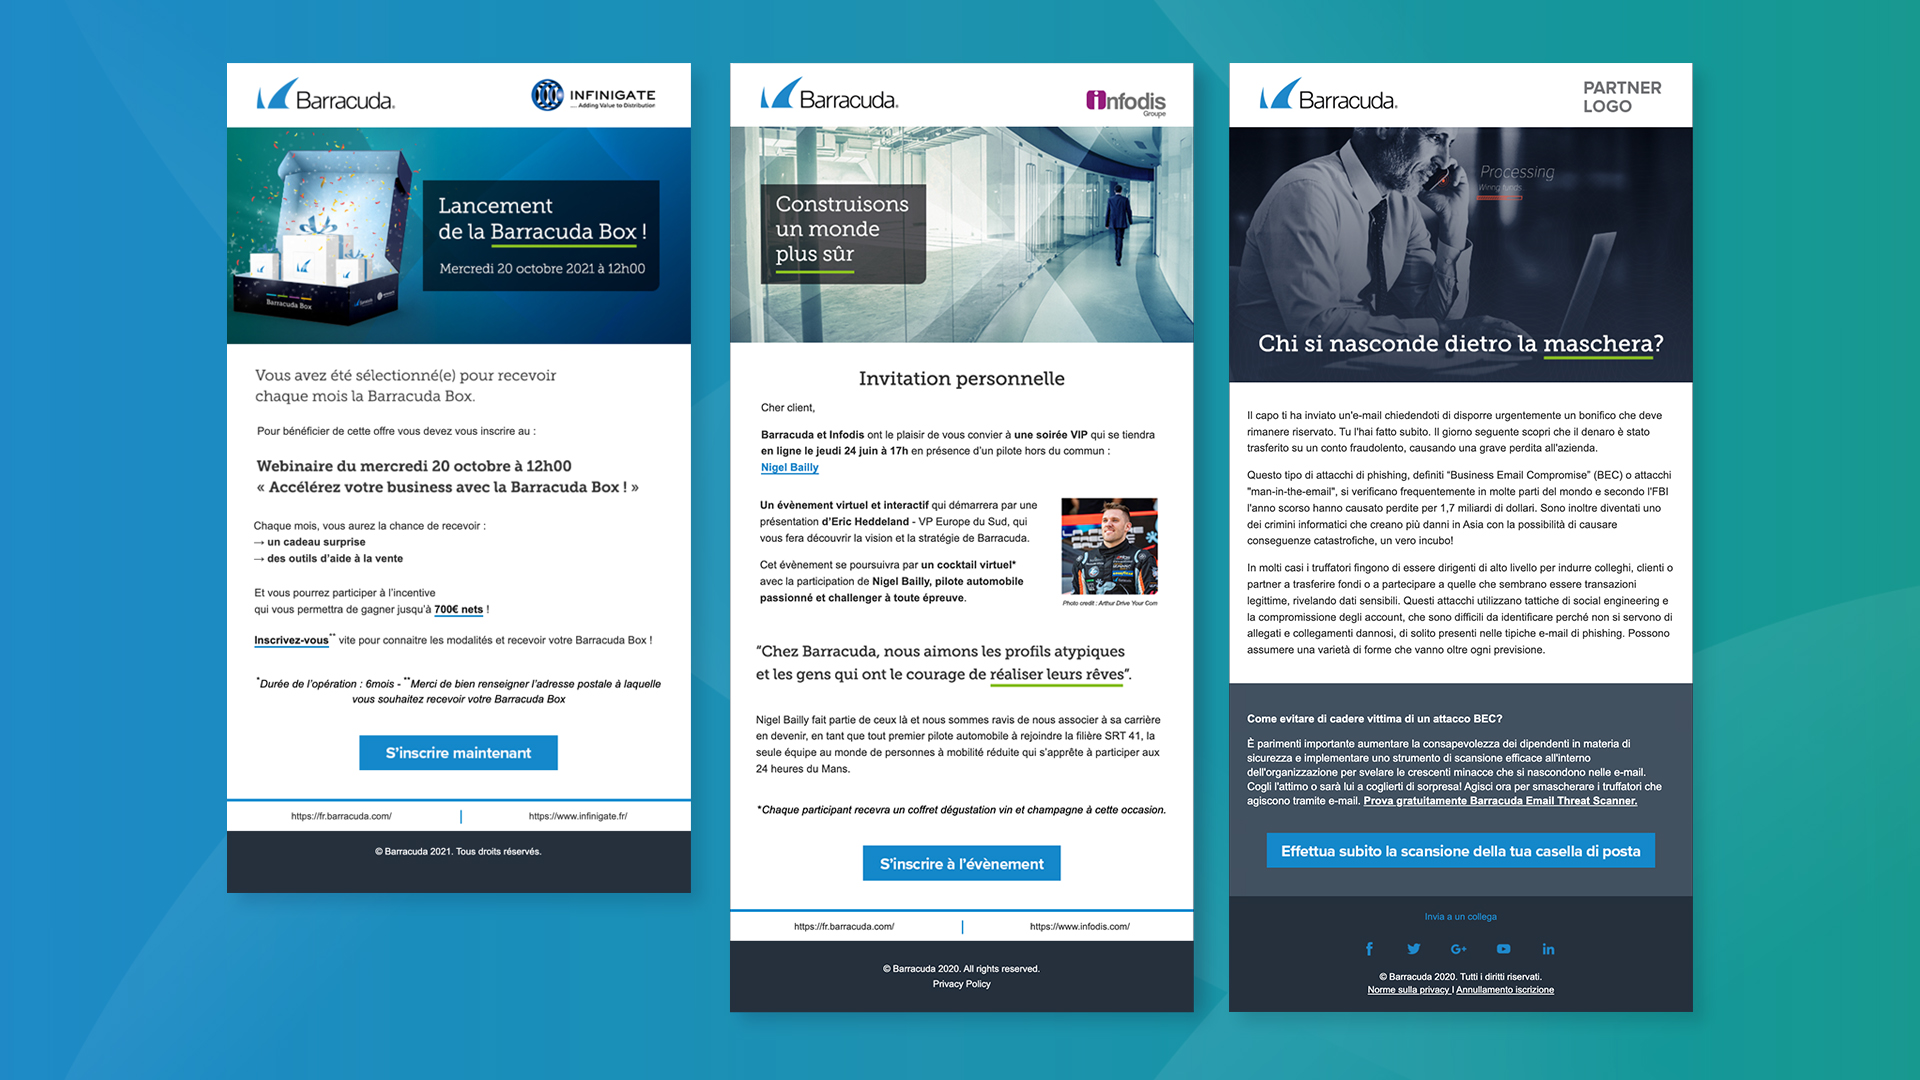 Barracuda.
INFINIGATE
.... Adding Value to Distribution
Barracuda Box
Lancement
de la Barracuda Box !
Mercredi 20 octobre 2021 à 12h00
Vous avez été sélectionné(e) pour recevoir
chaque mois la Barracuda Box.
Pour bénéficier de cette offre vous devez vous inscrire au :
Webinaire du mercredi 20 octobre à 12h00
« Accélérez votre business avec la Barracuda Box ! »
Chaque mois, vous aurez la chance de recevoir :
→ un cadeau surprise
→ des outils d'aide à la vente
Et vous pourrez participer à l'incentive
qui vous permettra de gagner jusqu'à 700€ nets !
Inscrivez-vous** vite pour connaitre les modalités et recevoir votre Barracuda Box !
*Durée de l'opération : 6mois - **Merci de bien renseigner l'adresse postale à laquelle
vous souhaitez recevoir votre Barracuda Box
S'inscrire maintenant
https://fr.barracuda.com/ | https://www.infinigate.fr/
© Barracuda 2021. Tous droits réservés.
Barracuda.
infodis
Groupe
Construisons
un monde
plus sûr
Invitation personnelle
Cher client,
Barracuda et Infodis ont le plaisir de vous convier à une soirée VIP qui se tiendra
en ligne le jeudi 24 juin à 17h en présence d'un pilote hors du commun :
Nigel Bailly
Un évènement virtuel et interactif qui démarrera par une
présentation d'Eric Heddeland - VP Europe du Sud, qui
vous fera découvrir la vision et la stratégie de Barracuda.
Cet évènement se poursuivra par un cocktail virtuel*
avec la participation de Nigel Bailly, pilote automobile
passionné et challenger à toute épreuve.
Photo credit : Arthur Drive Your Com
“Chez Barracuda, nous aimons les profils atypiques
et les gens qui ont le courage de réaliser leurs rêves”.
Nigel Bailly fait partie de ceux là et nous sommes ravis de nous associer à sa carrière
en devenir, en tant que tout premier pilote automobile à rejoindre la filière SRT 41, la
seule équipe au monde de personnes à mobilité réduite qui s'apprête à participer aux
24 heures du Mans.
*Chaque participant recevra un coffret dégustation vin et champagne à cette occasion.
S'inscrire à l'évènement
https://fr.barracuda.com/ | https://www.infodis.com/
© Barracuda 2020. All rights reserved.
Privacy Policy
Barracuda.
PARTNER
LOGO
Processing
Wiring funds.
Chi si nasconde dietro la maschera?
Il capo ti ha inviato un'e-mail chiedendoti di disporre urgentemente un bonifico che deve
rimanere riservato. Tu l'hai fatto subito. Il giorno seguente scopri che il denaro è stato
trasferito su un conto fraudolento, causando una grave perdita all'azienda.
Questo tipo di attacchi di phishing, definiti “Business Email Compromise” (BEC) o attacchi
"man-in-the-email", si verificano frequentemente in molte parti del mondo e secondo l'FBI
l'anno scorso hanno causato perdite per 1,7 miliardi di dollari. Sono inoltre diventati uno
dei crimini informatici che creano più danni in Asia con la possibilità di causare
conseguenze catastrofiche, un vero incubo!
In molti casi i truffatori fingono di essere dirigenti di alto livello per indurre colleghi, clienti o
partner a trasferire fondi o a partecipare a quelle che sembrano essere transazioni
legittime, rivelando dati sensibili. Questi attacchi utilizzano tattiche di social engineering e
la compromissione degli account, che sono difficili da identificare perché non si servono di
allegati e collegamenti dannosi, di solito presenti nelle tipiche e-mail di phishing. Possono
assumere una varietà di forme che vanno oltre ogni previsione.
Come evitare di cadere vittima di un attacco BEC?
È parimenti importante aumentare la consapevolezza dei dipendenti in materia di
sicurezza e implementare uno strumento di scansione efficace all'interno
dell'organizzazione per svelare le crescenti minacce che si nascondono nelle e-mail.
Cogli l'attimo o sarà lui a coglierti di sorpresa! Agisci ora per smascherare i truffatori che
agiscono tramite e-mail. Prova gratuitamente Barracuda Email Threat Scanner.
Effettua subito la scansione della tua casella di posta
Invia a un collega
© Barracuda 2020. Tutti i diritti riservati.
Norme sulla privacy | Annullamento iscrizione